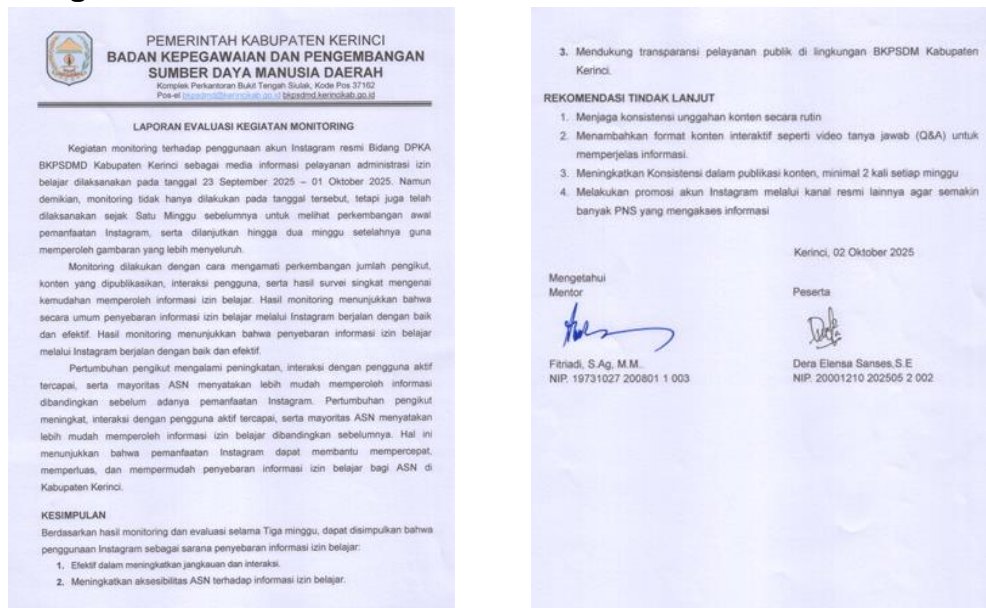 PEMERINTAH KABUPATEN KERINCI
BADAN KEPEGAWAIAN DAN PENGEMBANGAN
SUMBER DAYA MANUSIA DAERAH
Komplek Perkantoran Bukit Tengah Siulak, Kode Pos 37162
Pos-el bkpsdmd@kerincikab.go.id bkpsdmd.kerincikab.go.id
LAPORAN EVALUASI KEGIATAN MONITORING
Kegiatan monitoring terhadap penggunaan akun Instagram resmi Bidang DPKA
BKPSDMD Kabupaten Kerinci sebagai media informasi pelayanan administrasi izin
belajar dilaksanakan pada tanggal 23 September 2025 – 01 Oktober 2025. Namun
demikian, monitoring tidak hanya dilakukan pada tanggal tersebut, tetapi juga telah
dilaksanakan sejak Satu Minggu sebelumnya untuk melihat perkembangan awal
pemanfaatan Instagram, serta dilanjutkan hingga dua minggu setelahnya guna
memperoleh gambaran yang lebih menyeluruh.
Monitoring dilakukan dengan cara mengamati perkembangan jumlah pengikut,
konten yang dipublikasikan, interaksi pengguna, serta hasil survei singkat mengenai
kemudahan memperoleh informasi izin belajar. Hasil monitoring menunjukkan bahwa
secara umum penyebaran informasi izin belajar melalui Instagram berjalan dengan baik
dan efektif. Hasil monitoring menunjukkan bahwa penyebaran informasi izin belajar
melalui Instagram berjalan dengan baik dan efektif.
Pertumbuhan pengikut mengalami peningkatan, interaksi dengan pengguna aktif
tercapai, serta mayoritas ASN menyatakan lebih mudah memperoleh informasi
dibandingkan sebelum adanya pemanfaatan Instagram. Pertumbuhan pengikut
meningkat, interaksi dengan pengguna aktif tercapai, serta mayoritas ASN menyatakan
lebih mudah memperoleh informasi izin belajar dibandingkan sebelumnya. Hal ini
menunjukkan bahwa pemanfaatan Instagram dapat membantu mempercepat,
memperluas, dan mempermudah penyebaran informasi izin belajar bagi ASN di
Kabupaten Kerinci.
KESIMPULAN
Berdasarkan hasil monitoring dan evaluasi selama Tiga minggu, dapat disimpulkan bahwa
penggunaan Instagram sebagai sarana penyebaran informasi izin belajar:
1. Efektif dalam meningkatkan jangkauan dan interaksi.
2. Meningkatkan aksesibilitas ASN terhadap informasi izin belajar.
3. Mendukung transparansi pelayanan publik di lingkungan BKPSDM Kabupaten
Kerinci.
REKOMENDASI TINDAK LANJUT
1. Menjaga konsistensi unggahan konten secara rutin
2. Menambahkan format konten interaktif seperti video tanya jawab (Q&A) untuk
memperjelas informasi.
3. Meningkatkan Konsistensi dalam publikasi konten, minimal 2 kali setiap minggu
4. Melakukan promosi akun Instagram melalui kanal resmi lainnya agar semakin
banyak PNS yang mengakses informasi
Kerinci, 02 Oktober 2025
Mengetahui
Mentor
Peserta
Fitriadi, S.Ag, M.M.
NIP. 19731027 200801 1 003
Dera Elensa Sanses,S.E
NIP. 20001210 202505 2 002